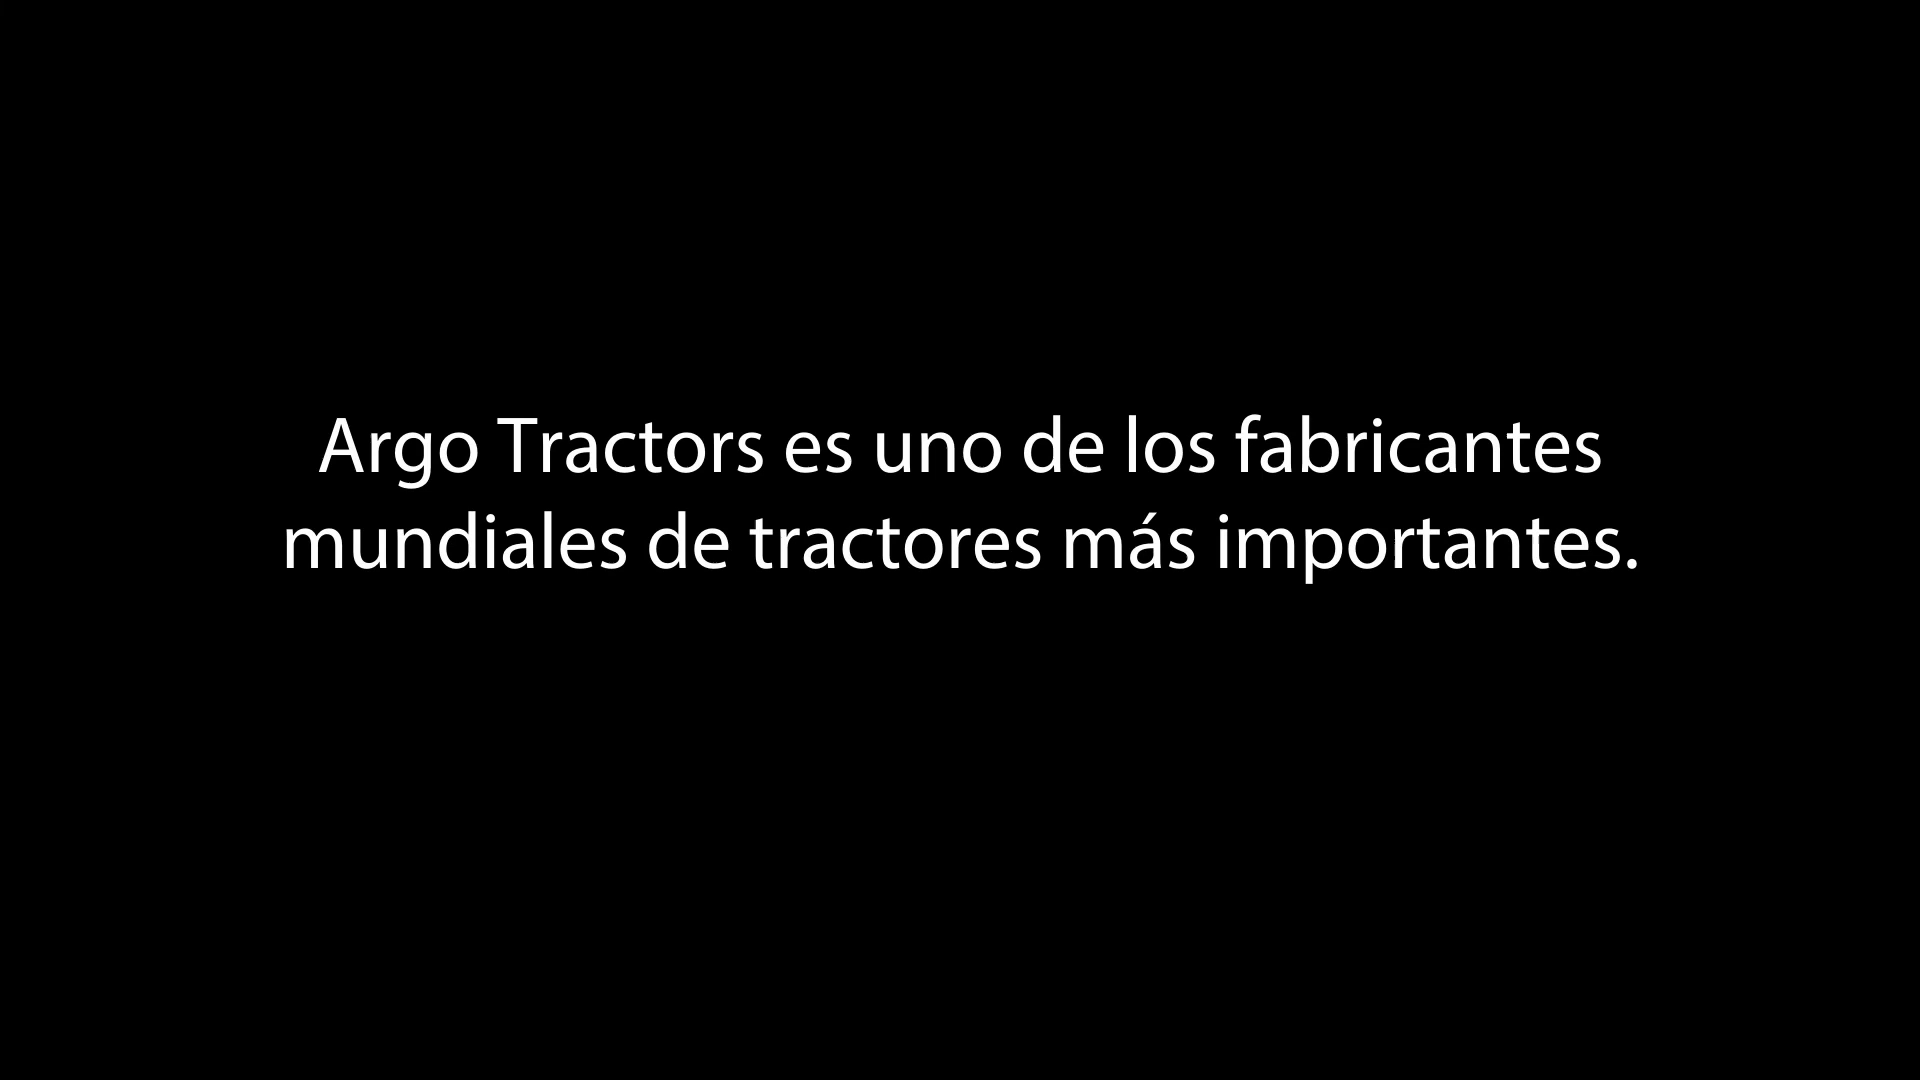 Argo Tractors es uno de los fabricantes
mundiales de tractores más importantes.